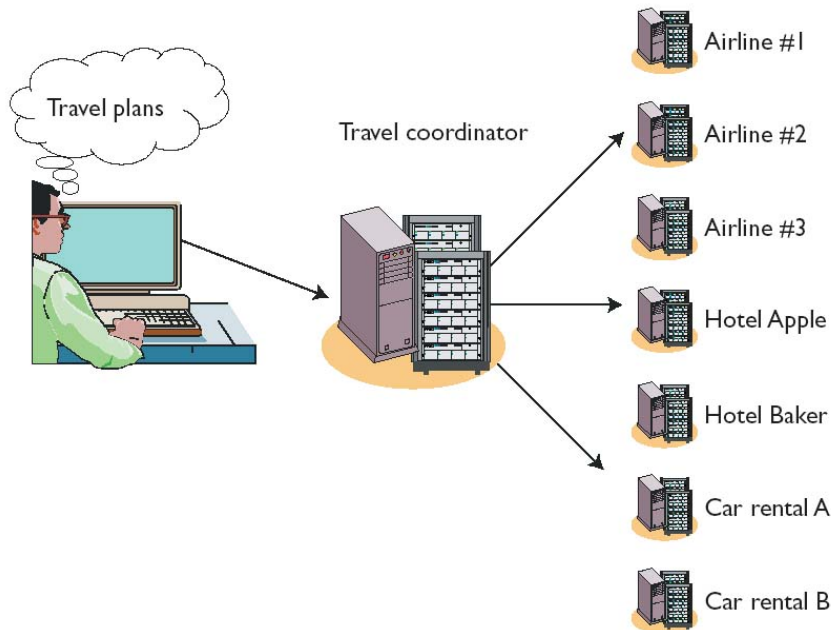 Travel plans
Travel coordinator
Airline #1
Airline #2
Airline #3
Hotel Apple
Hotel Baker
Car rental A
Car rental B